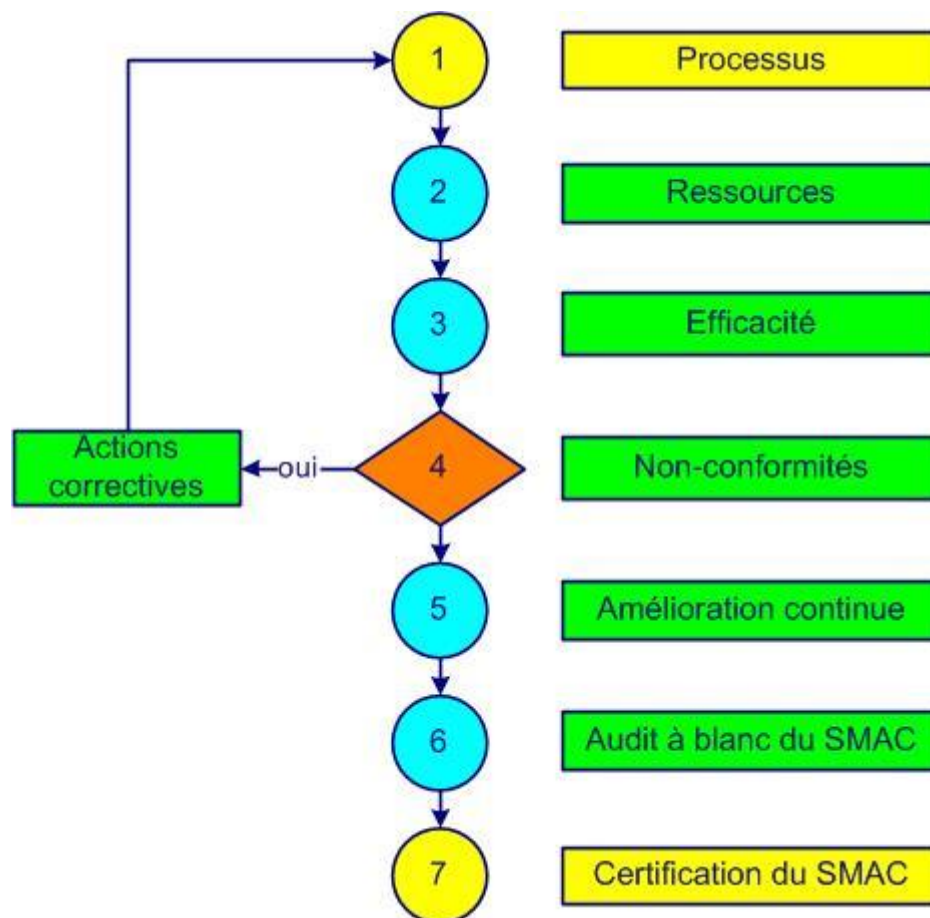 1
Processus
2
Ressources
3
Efficacité
Actions
correctives
oui
4
Non-conformités
5
Amélioration continue
6
Audit à blanc du SMAC
7
Certification du SMAC